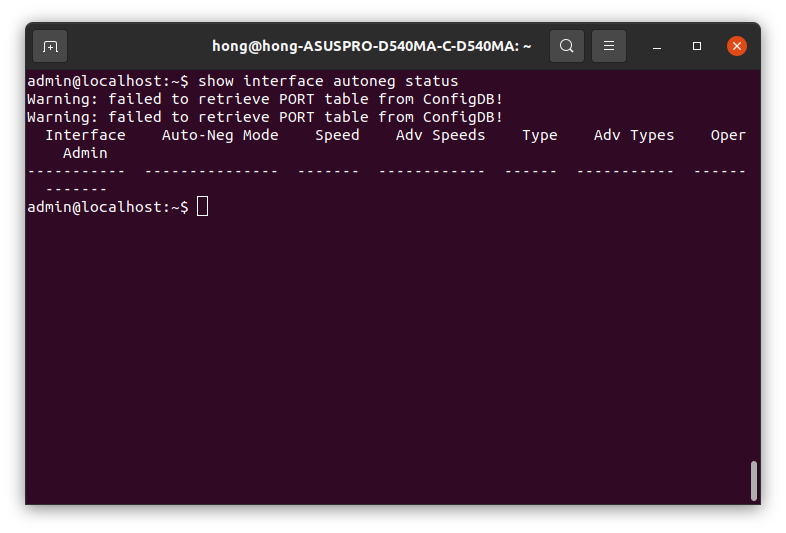 hong@hong-ASUSPRO-D540MA-C-D540MA: ~
admin@localhost:~$ show interface autoneg status
Warning: failed to retrieve PORT table from ConfigDB!
Warning: failed to retrieve PORT table from ConfigDB!
  Interface    Auto-Neg Mode    Speed    Adv Speeds    Type    Adv Types    Oper
    Admin
-----------  ---------------  -------  ------------  ------  -----------  ------
  -------
admin@localhost:~$